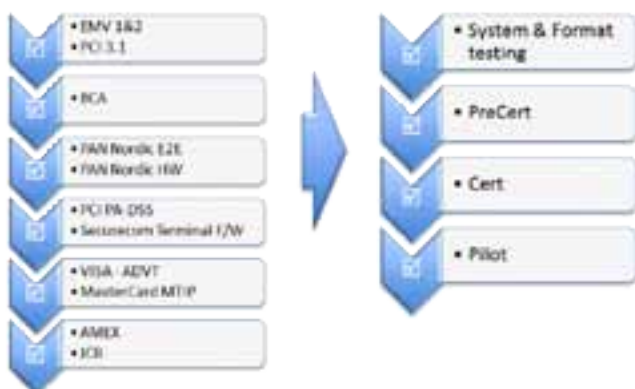 • EMV 1&2
• PCI 3.1
• BCA
• PAN Nordic E2E
• PAN Nordic HW
• PCI PA-DSS
• Securecom Terminal F/W
• VISA - ADVT
• MasterCard MTIP
• AMEX
• JCB
• System & Format
testing
• PreCert
• Cert
• Pilot